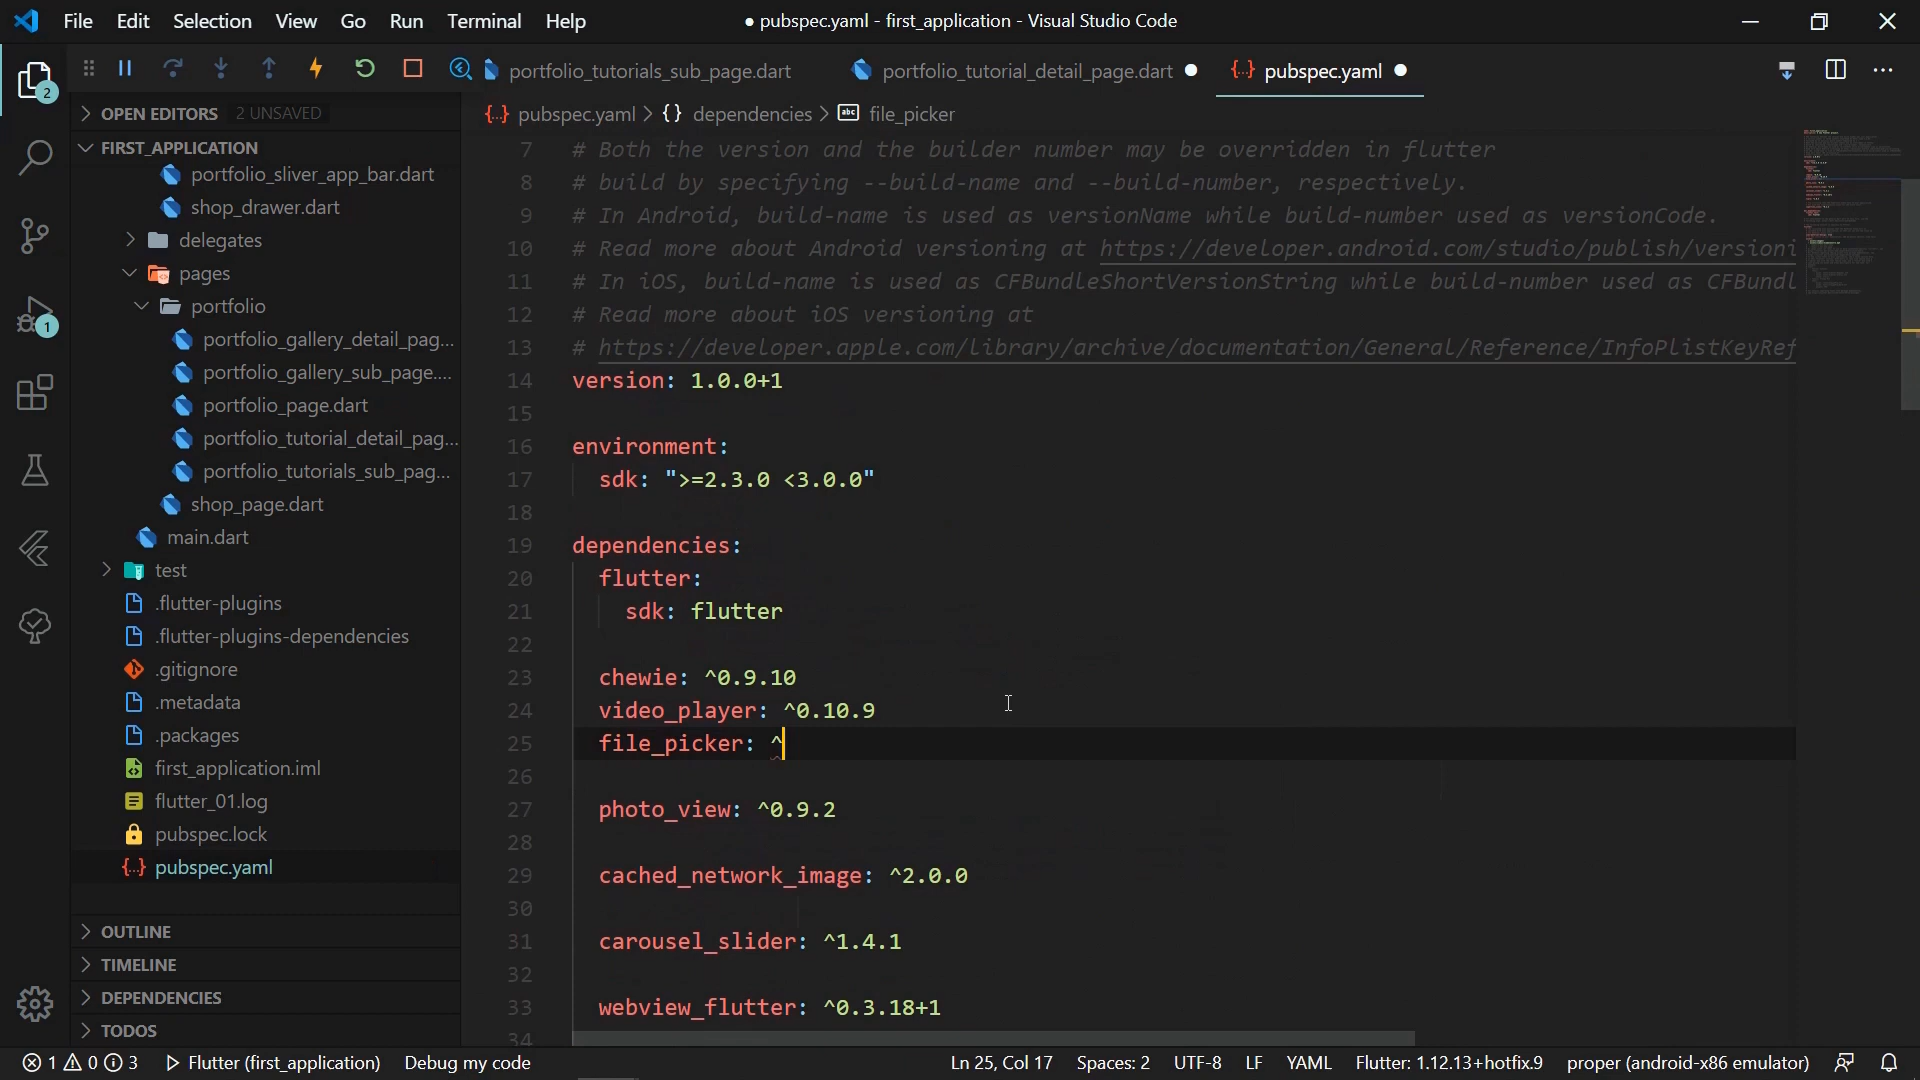 File Edit Selection View Go Run Terminal Help
● pubspec.yaml - first_application - Visual Studio Code
portfolio_tutorials_sub_page.dart
portfolio_tutorial_detail_page.dart
pubspec.yaml
2
OPEN EDITORS 2 UNSAVED
pubspec.yaml > {} dependencies > abc file_picker
FIRST_APPLICATION
portfolio_sliver_app_bar.dart
shop_drawer.dart
delegates
pages
portfolio
portfolio_gallery_detail_pag...
portfolio_gallery_sub_page....
portfolio_page.dart
portfolio_tutorial_detail_pag...
portfolio_tutorials_sub_pag...
shop_page.dart
main.dart
test
.flutter-plugins
.flutter-plugins-dependencies
.gitignore
.metadata
.packages
first_application.iml
flutter_01.log
pubspec.lock
pubspec.yaml
OUTLINE
TIMELINE
DEPENDENCIES
TODOS
1
7 # Both the version and the builder number may be overridden in flutter
8 # build by specifying --build-name and --build-number, respectively.
9 # In Android, build-name is used as versionName while build-number used as versionCode.
10 # Read more about Android versioning at https://developer.android.com/studio/publish/versioni
11 # In iOS, build-name is used as CFBundleShortVersionString while build-number used as CFBundl
12 # Read more about iOS versioning at
13 # https://developer.apple.com/library/archive/documentation/General/Reference/InfoPlistKeyRef
14 version: 1.0.0+1
15
16 environment:
17 sdk: ">=2.3.0 <3.0.0"
18
19 dependencies:
20 flutter:
21 sdk: flutter
22
23 chewie: ^0.9.10
24 video_player: ^0.10.9
25 file_picker: ^
26
27 photo_view: ^0.9.2
28
29 cached_network_image: ^2.0.0
30
31 carousel_slider: ^1.4.1
32
33 webview_flutter: ^0.3.18+1
34
1 0 3 Flutter (first_application) Debug my code
Ln 25, Col 17 Spaces: 2 UTF-8 LF YAML Flutter: 1.12.13+hotfix.9 proper (android-x86 emulator)